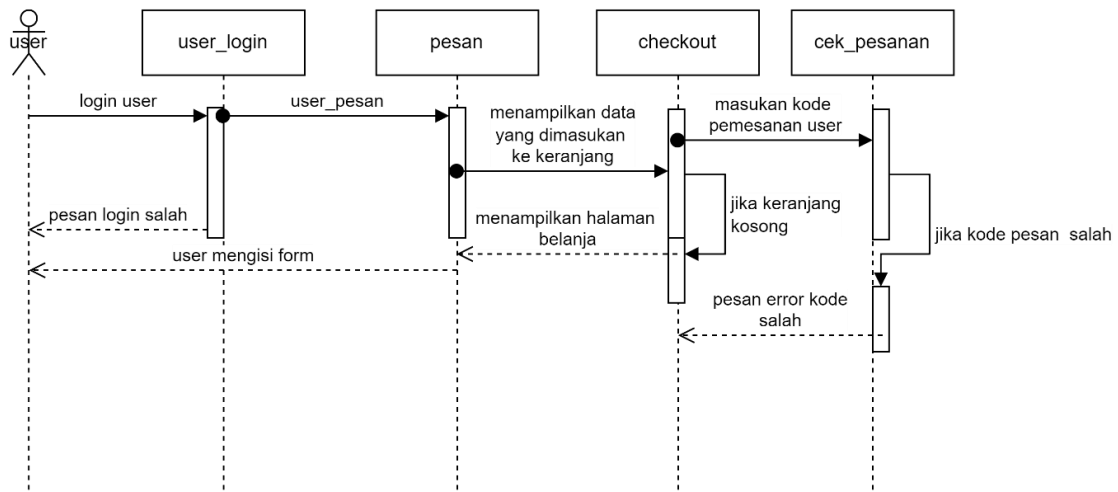 user
user_login
pesan
checkout
cek_pesanan
login user
user_pesan
menampilkan data
yang dimasukan
ke keranjang
masukan kode
pemesanan user
pesan login salah
menampilkan halaman
belanja
jika keranjang
kosong
jika kode pesan  salah
user mengisi form
pesan error kode
salah